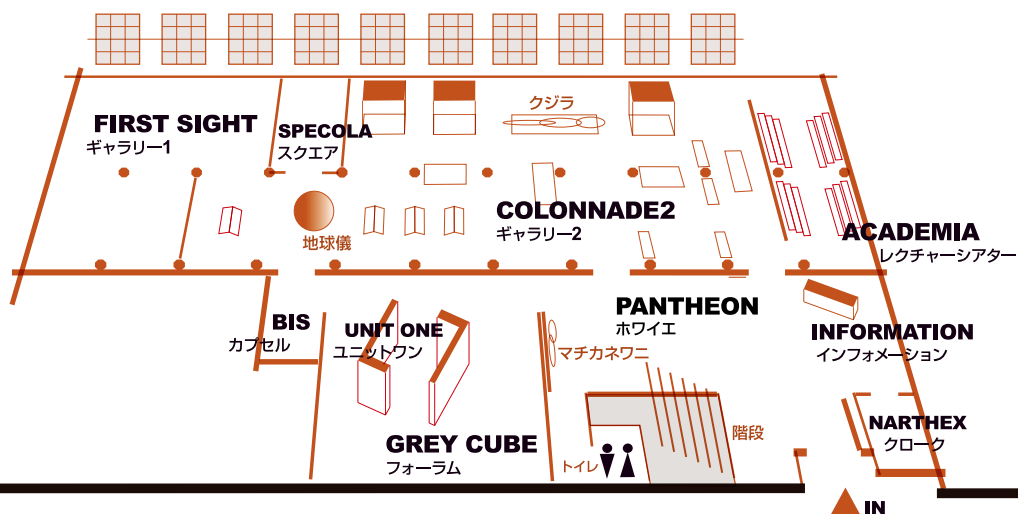 クジラ
FIRST SIGHT
ギャラリー1
SPECOLA
スクエア
COLONNADE2
ギャラリー2
地球儀
ACADEMIA
レクチャーシアター
BIS
カプセル
UNIT ONE
ユニットワン
PANTHEON
ホワイエ
マチカネワニ
INFORMATION
インフォメーション
GREY CUBE
フォーラム
トイレ
階段
NARTHEX
クローク
IN